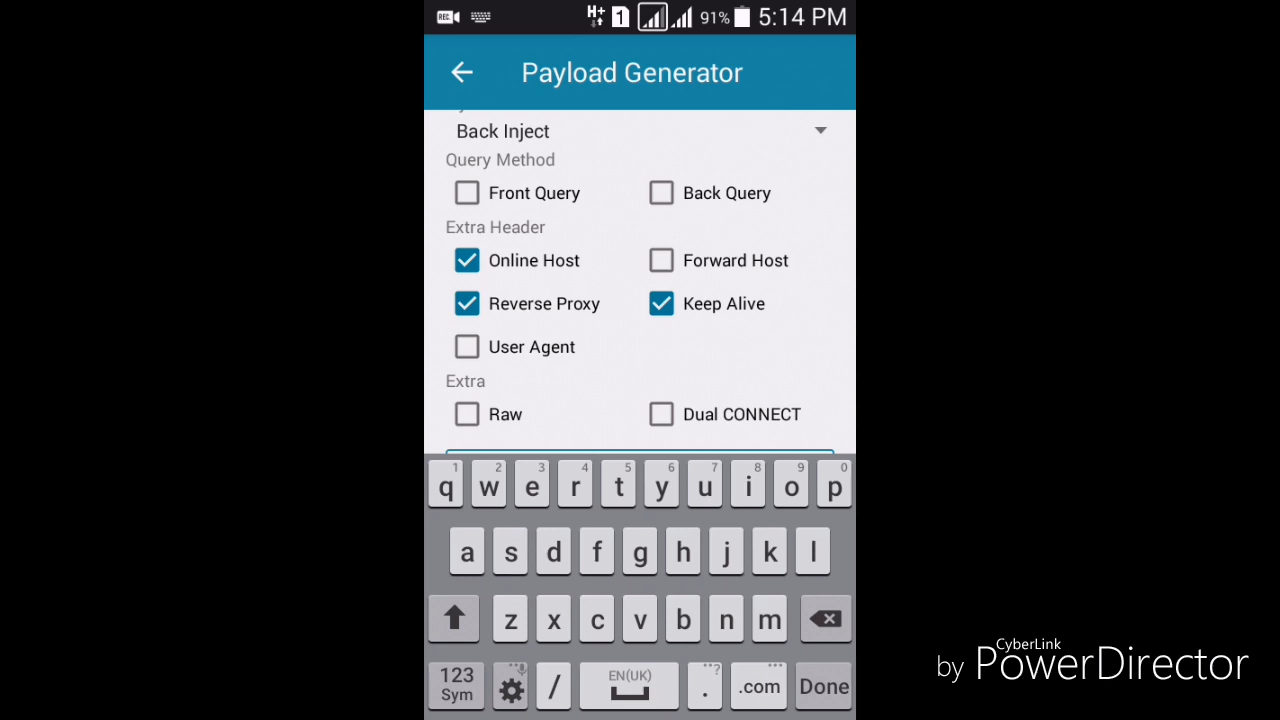 REC H+ 1 91% 5:14 PM
Payload Generator
Back Inject
Query Method
Front Query Back Query
Extra Header
Online Host Forward Host
Reverse Proxy Keep Alive
User Agent
Extra
Raw Dual CONNECT
1 2 3 4 5 6 7 8 9 0
q w e r t y u i o p
a s d f g h j k l
z x c v b n m
123 Sym / EN(UK) . ? .com Done
CyberLink
by PowerDirector